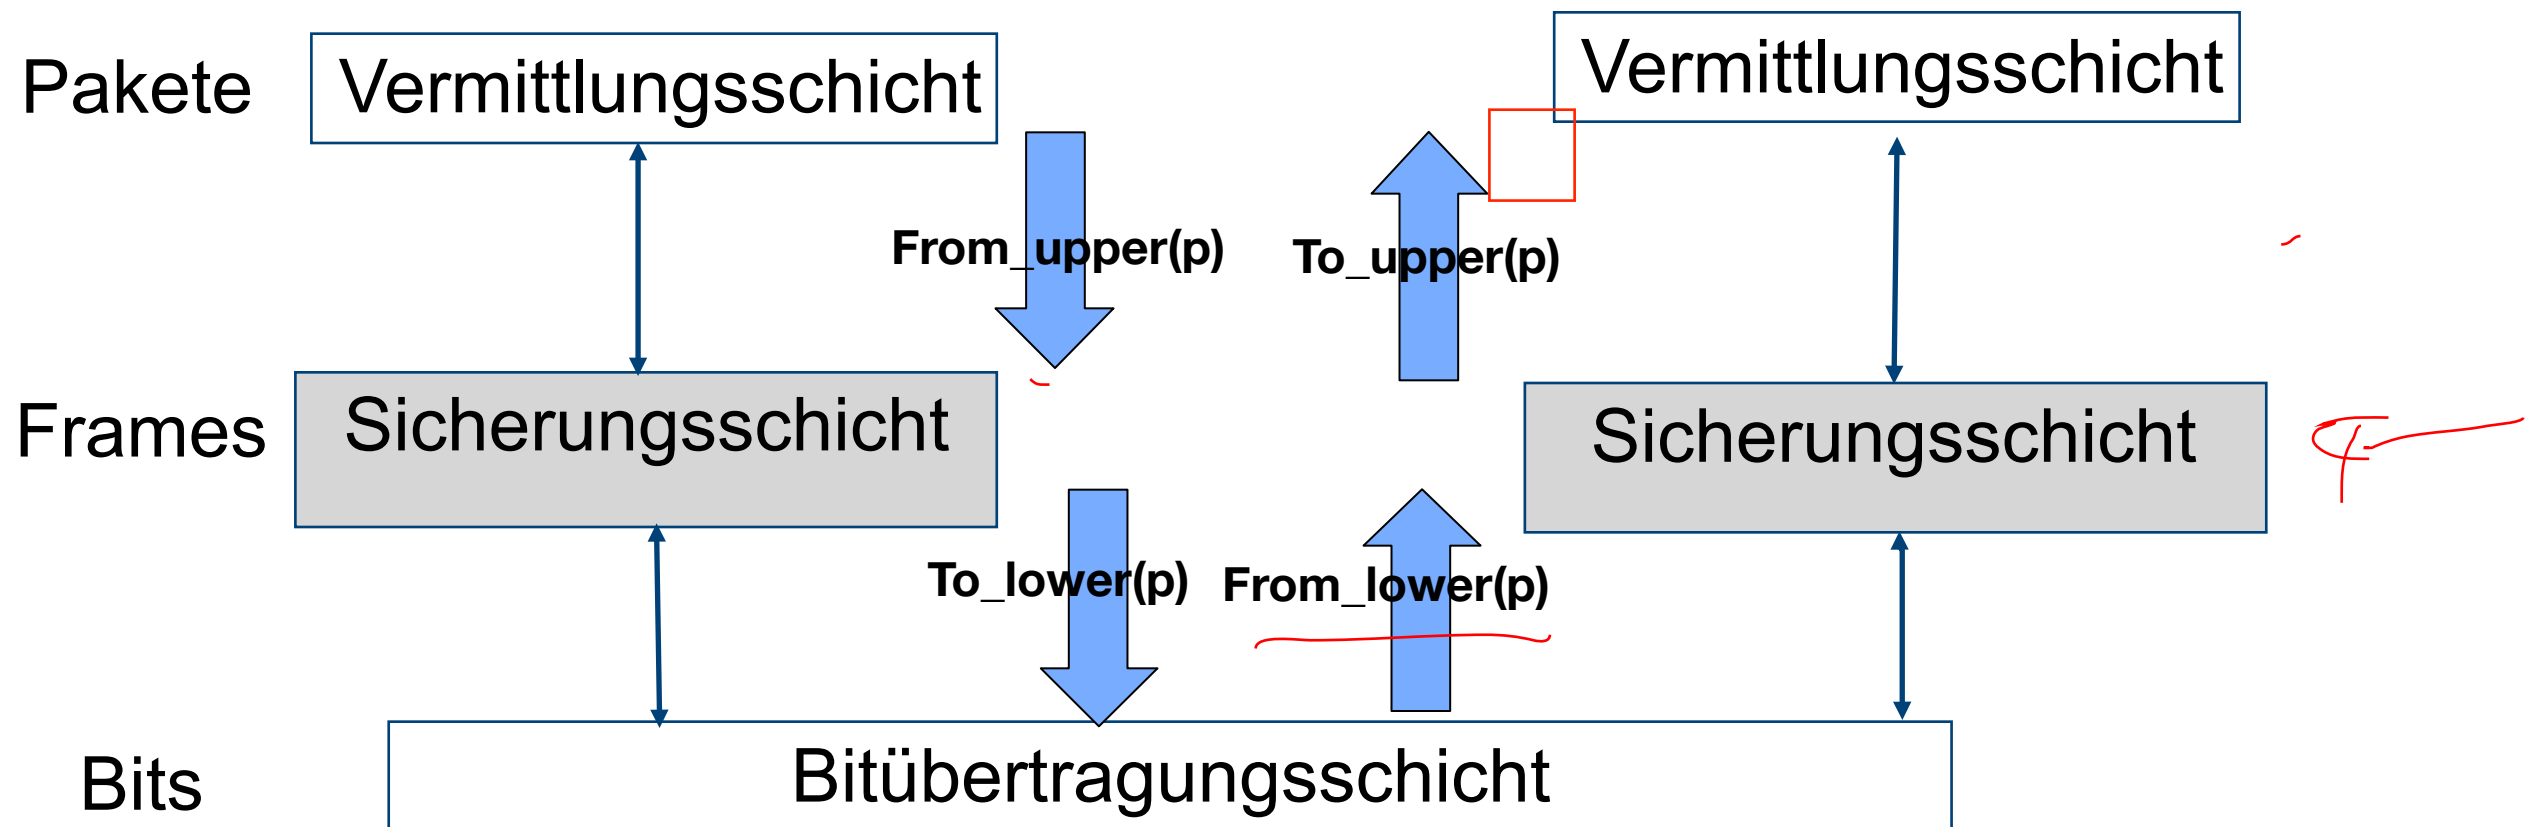 Pakete Vermittlungsschicht Vermittlungsschicht
From_upper(p) To_upper(p)
Frames Sicherungsschicht Sicherungsschicht
To_lower(p) From_lower(p)
Bits Bitübertragungsschicht